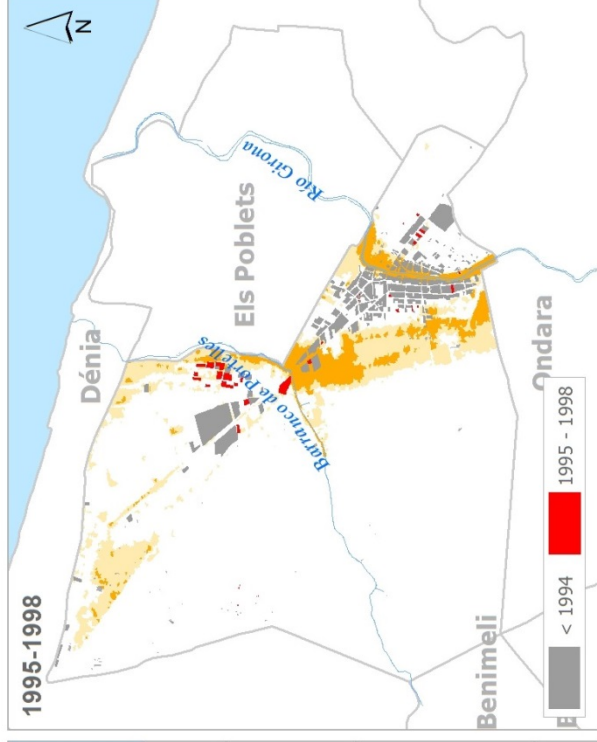 1995-1998
N
Dénia
Els Poblets
Río Girona
Barranco de Portelles
Ondara
Benimeli
< 1994
1995 - 1998